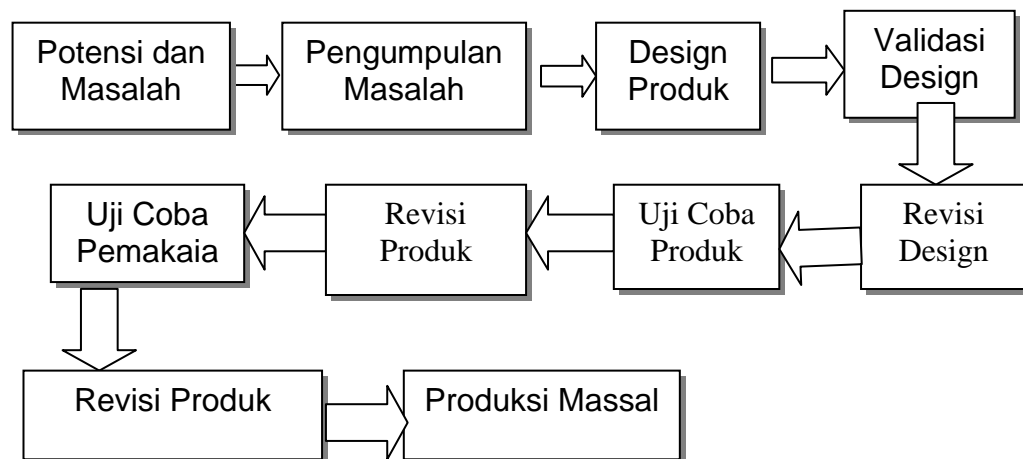 Potensi dan
Masalah
Pengumpulan
Masalah
Design
Produk
Validasi
Design
Revisi
Design
Uji Coba
Produk
Revisi
Produk
Uji Coba
Pemakaia
Revisi Produk
Produksi Massal